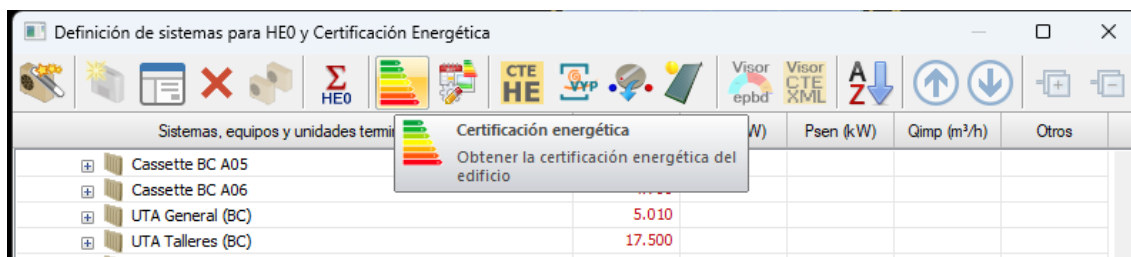 Definición de sistemas para HE0 y Certificación Energética
Σ HE0
CTE HE
VYP
Visor epbd
Visor CTE XML
A Z
Sistemas, equipos y unidades termi
W)
Psen (kW)
Qimp (m³/h)
Otros
Certificación energética
Obtener la certificación energética del
edificio
Cassette BC A05
Cassette BC A06
UTA General (BC)
5.010
UTA Talleres (BC)
17.500